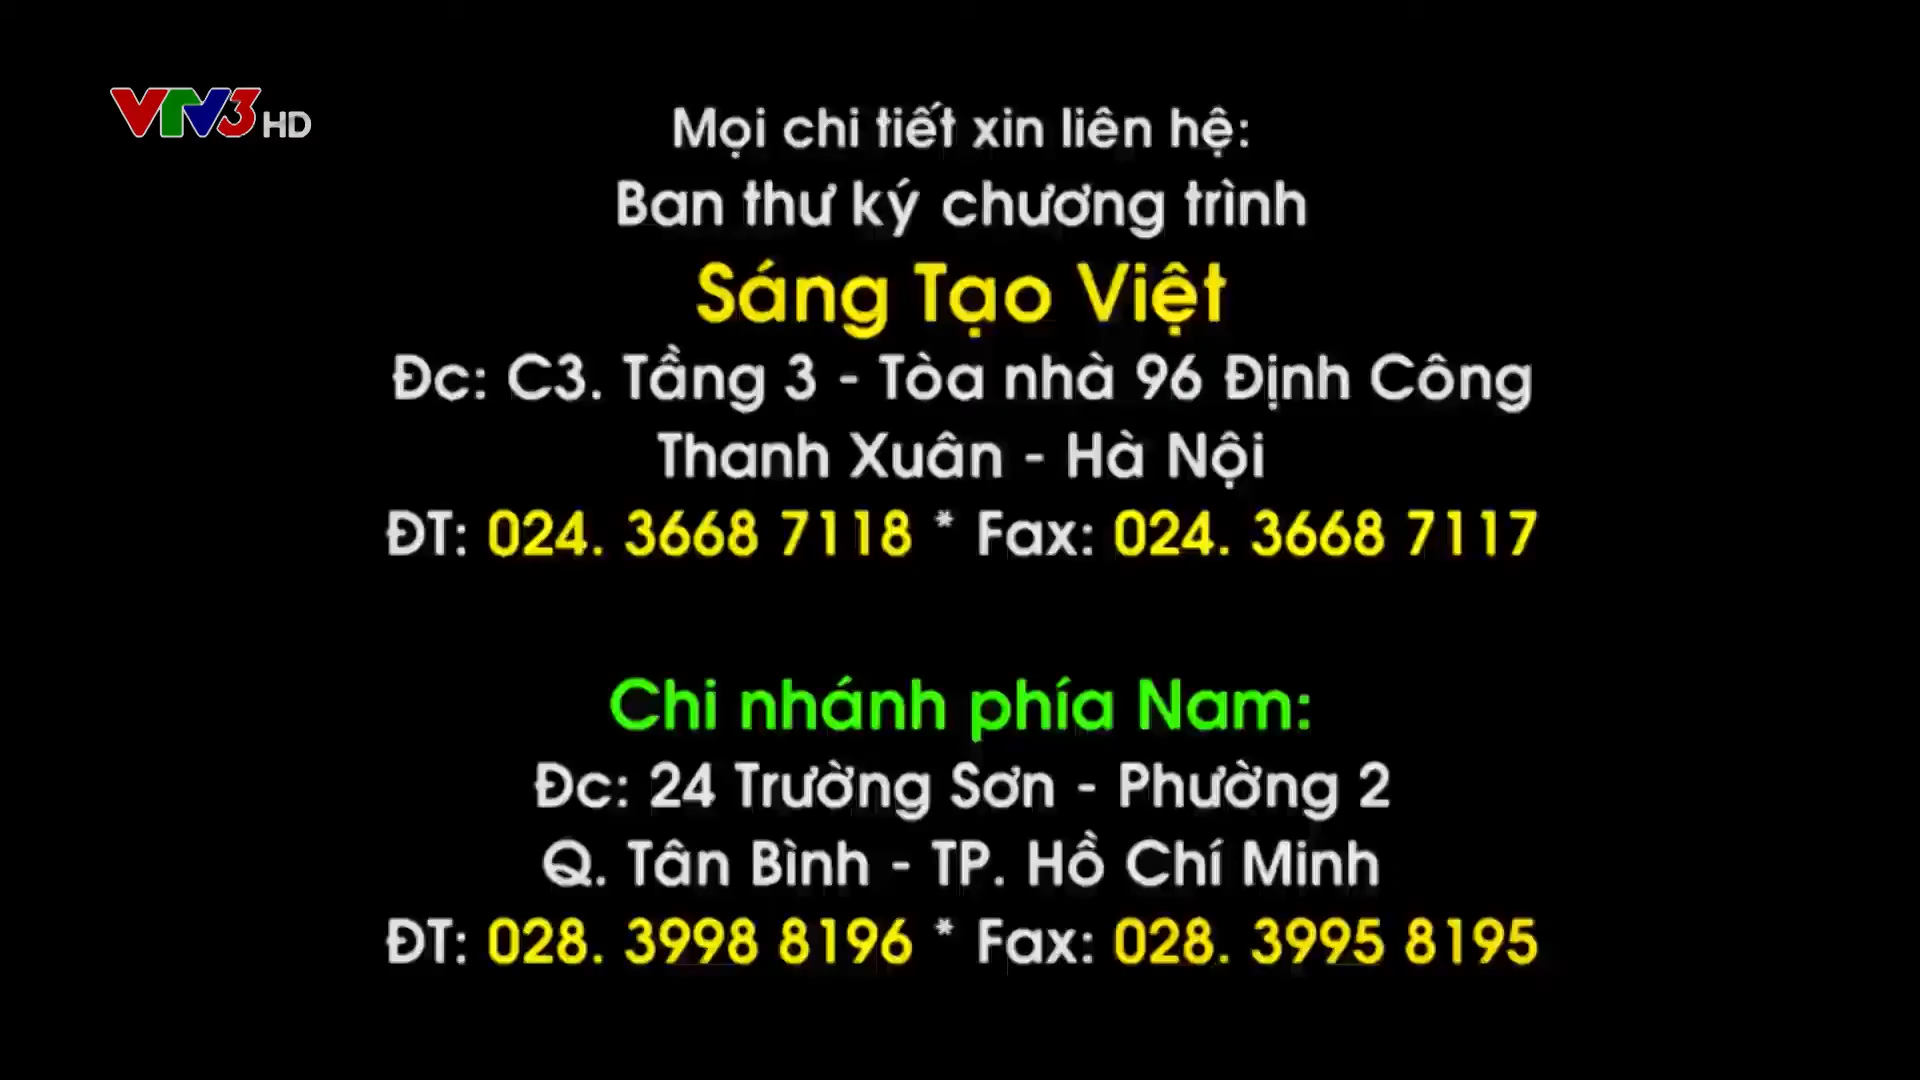 VTV3 HD
Mọi chi tiết xin liên hệ:
Ban thư ký chương trình
Sáng Tạo Việt
Đc: C3. Tầng 3 - Tòa nhà 96 Định Công
Thanh Xuân - Hà Nội
ĐT: 024. 3668 7118 * Fax: 024. 3668 7117
Chi nhánh phía Nam:
Đc: 24 Trường Sơn - Phường 2
Q. Tân Bình - TP. Hồ Chí Minh
ĐT: 028. 3998 8196 * Fax: 028. 3995 8195